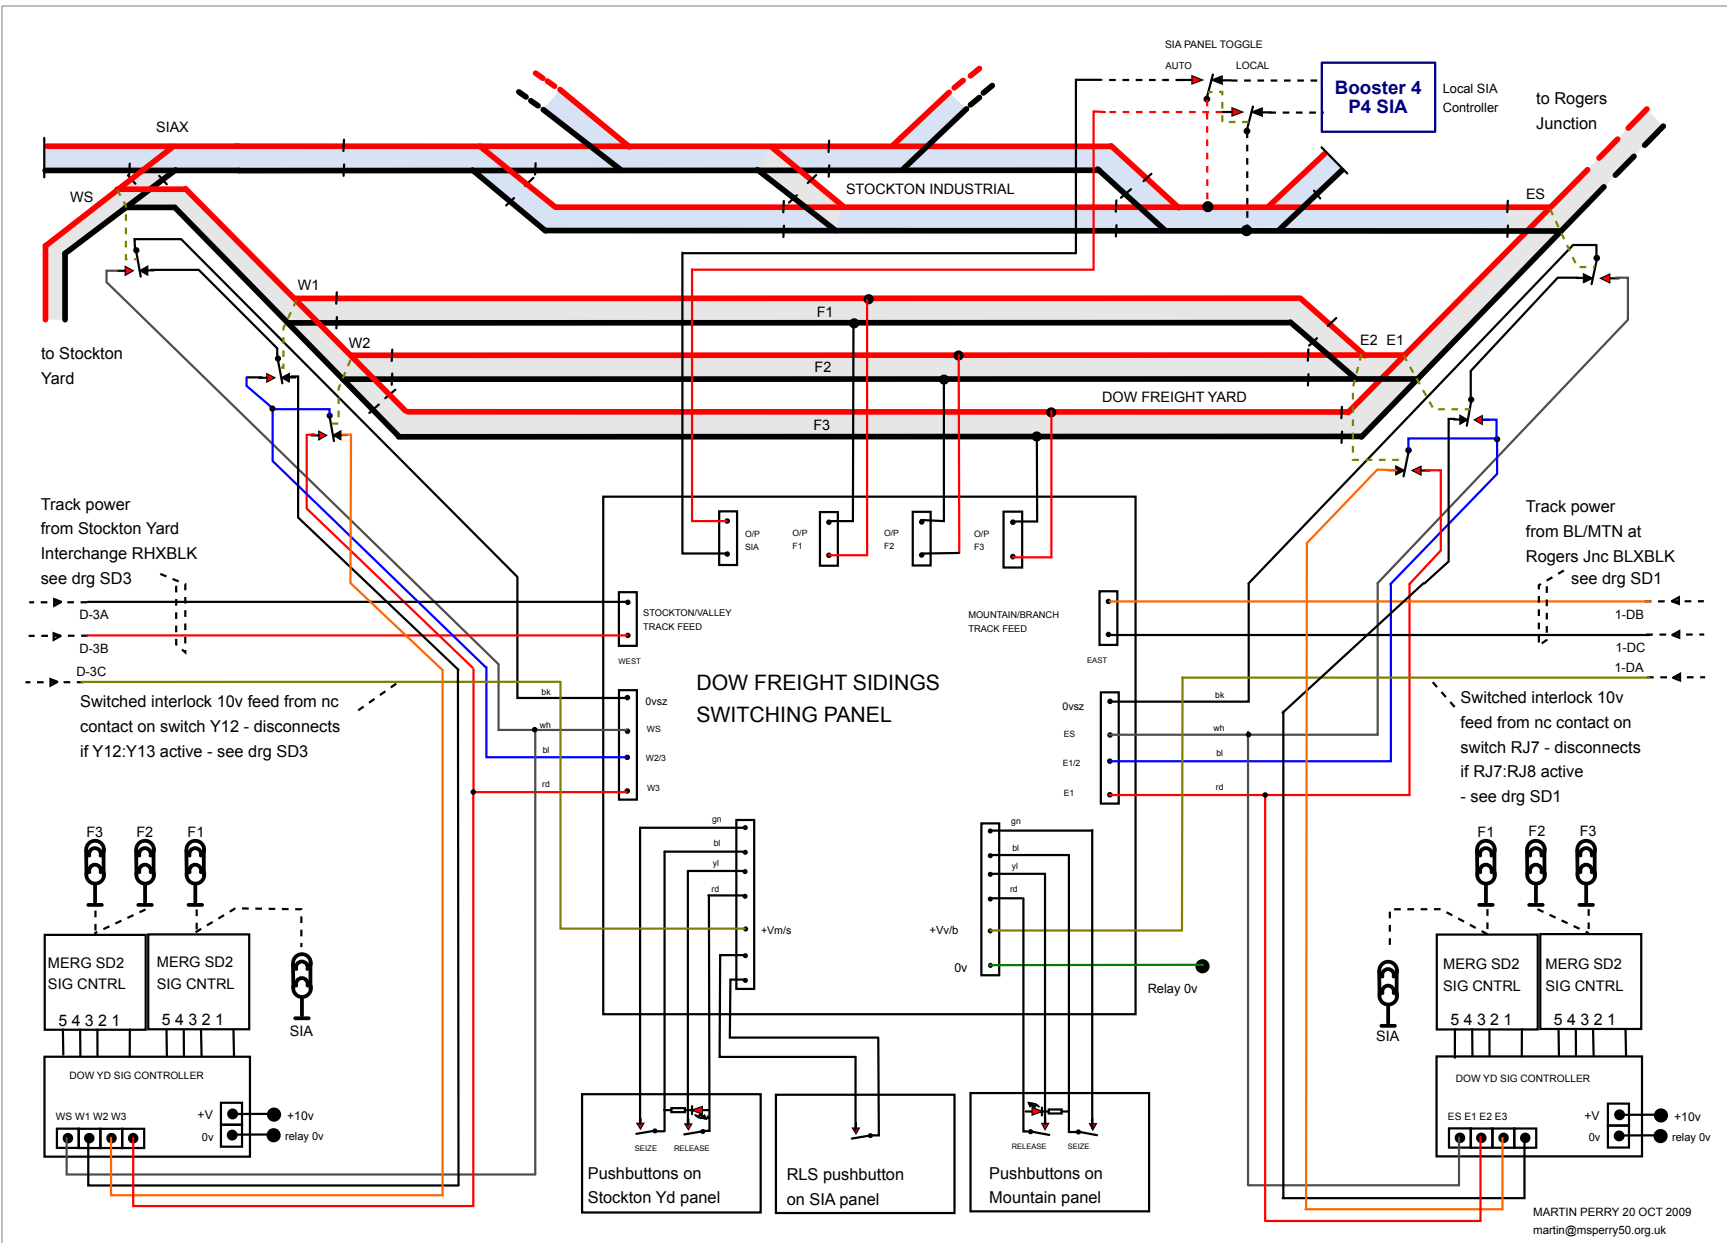 SIA PANEL TOGGLE
AUTO
LOCAL
Booster 4
P4 SIA
Local SIA
Controller
to Rogers
Junction
SIAX
STOCKTON INDUSTRIAL
WS
ES
W1
F1
W2
F2
E2 E1
DOW FREIGHT YARD
F3
to Stockton
Yard
Track power
from Stockton Yard
Interchange RHXBLK
see drg SD3
D-3A
D-3B
D-3C
Switched interlock 10v feed from nc
contact on switch Y12 - disconnects
if Y12:Y13 active - see drg SD3
O/P
SIA
O/P
F1
O/P
F2
O/P
F3
STOCKTON/VALLEY
TRACK FEED
WEST
MOUNTAIN/BRANCH
TRACK FEED
EAST
Track power
from BL/MTN at
Rogers Jnc BLXBLK
see drg SD1
1-DB
1-DC
1-DA
Switched interlock 10v
feed from nc contact on
switch RJ7 - disconnects
if RJ7:RJ8 active
- see drg SD1
DOW FREIGHT SIDINGS
SWITCHING PANEL
bk
0vsz
wh
WS
bl
W2/3
rd
W3
0vsz
bk
ES
wh
E1/2
bl
E1
rd
gn
bl
yl
rd
+Vm/s
gn
bl
yl
rd
+Vv/b
0v
Relay 0v
F3
F2
F1
MERG SD2
SIG CNTRL
5 4 3 2 1
MERG SD2
SIG CNTRL
5 4 3 2 1
SIA
DOW YD SIG CONTROLLER
WS W1 W2 W3
+V
0v
+10v
relay 0v
SEIZE
RELEASE
Pushbuttons on
Stockton Yd panel
RLS pushbutton
on SIA panel
RELEASE
SEIZE
Pushbuttons on
Mountain panel
F1
F2
F3
SIA
MERG SD2
SIG CNTRL
5 4 3 2 1
MERG SD2
SIG CNTRL
5 4 3 2 1
DOW YD SIG CONTROLLER
ES E1 E2 E3
+V
0v
+10v
relay 0v
MARTIN PERRY 20 OCT 2009
martin@msperry50.org.uk